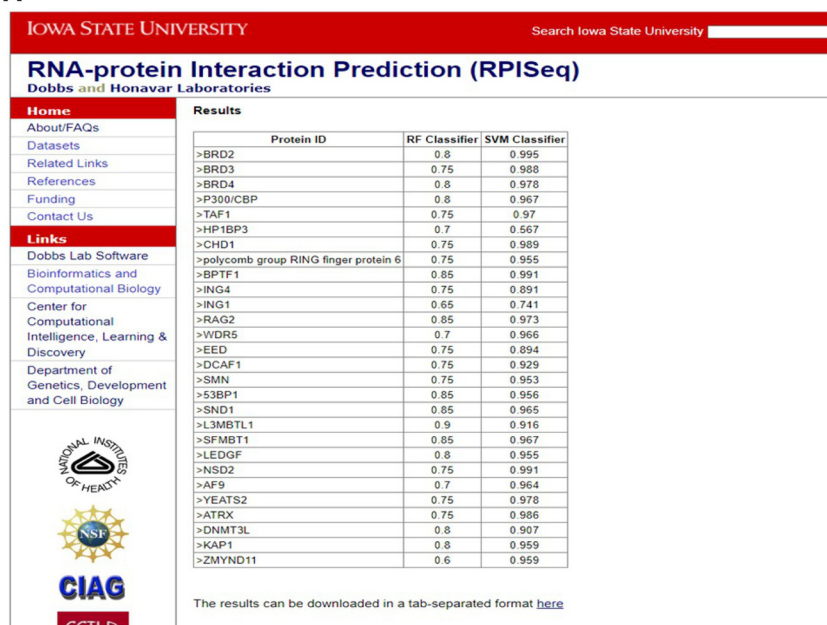 IOWA STATE UNIVERSITY
Search Iowa State University
RNA-protein Interaction Prediction (RPISeq)
Dobbs and Honavar Laboratories
Home
About/FAQs
Datasets
Related Links
References
Funding
Contact Us
Links
Dobbs Lab Software
Bioinformatics and
Computational Biology
Center for
Computational
Intelligence, Learning &
Discovery
Department of
Genetics, Development
and Cell Biology
NATIONAL INSTITUTES
OF HEALTH
NSF
CIAG
Results
Protein ID RF Classifier SVM Classifier
>BRD2 0.8 0.995
>BRD3 0.75 0.988
>BRD4 0.8 0.978
>P300/CBP 0.8 0.967
>TAF1 0.75 0.97
>HP1BP3 0.7 0.567
>CHD1 0.75 0.989
>polycomb group RING finger protein 6 0.75 0.955
>BPTF1 0.85 0.991
>ING4 0.75 0.891
>ING1 0.65 0.741
>RAG2 0.85 0.973
>WDR5 0.7 0.966
>EED 0.75 0.894
>DCAF1 0.75 0.929
>SMN 0.75 0.953
>53BP1 0.85 0.956
>SND1 0.85 0.965
>L3MBTL1 0.9 0.916
>SFMBT1 0.85 0.967
>LEDGF 0.8 0.955
>NSD2 0.75 0.991
>AF9 0.7 0.964
>YEATS2 0.75 0.978
>ATRX 0.75 0.986
>DNMT3L 0.8 0.907
>KAP1 0.8 0.959
>ZMYND11 0.6 0.959
The results can be downloaded in a tab-separated format here